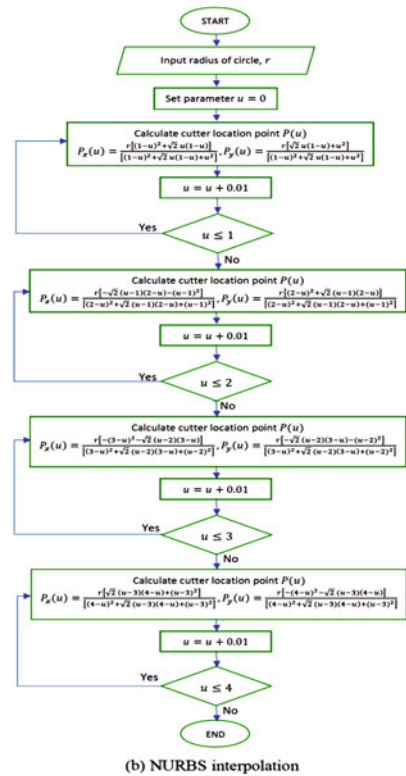 START
Input radius of circle, r
Set parameter u = 0
Calculate cutter location point P(u)
Pₓ(u) = r[(1−u)²+√2 u(1−u)] / [(1−u)²+√2 u(1−u)+u²], Pᵧ(u) = r[√2 u(1−u)+u²] / [(1−u)²+√2 u(1−u)+u²]
u = u + 0.01
Yes
u ≤ 1
No
Calculate cutter location point P(u)
Pₓ(u) = r[−√2 (u−1)(2−u)−(u−1)²] / [(2−u)²+√2 (u−1)(2−u)+(u−1)²], Pᵧ(u) = r[(2−u)²+√2 (u−1)(2−u)] / [(2−u)²+√2 (u−1)(2−u)+(u−1)²]
u = u + 0.01
Yes
u ≤ 2
No
Calculate cutter location point P(u)
Pₓ(u) = r[−(3−u)²−√2 (u−2)(3−u)] / [(3−u)²+√2 (u−2)(3−u)+(u−2)²], Pᵧ(u) = r[−√2 (u−2)(3−u)−(u−2)²] / [(3−u)²+√2 (u−2)(3−u)+(u−2)²]
u = u + 0.01
Yes
u ≤ 3
No
Calculate cutter location point P(u)
Pₓ(u) = r[√2 (u−3)(4−u)+(u−3)²] / [(4−u)²+√2 (u−3)(4−u)+(u−3)²], Pᵧ(u) = r[−(4−u)²−√2 (u−3)(4−u)] / [(4−u)²+√2 (u−3)(4−u)+(u−3)²]
u = u + 0.01
Yes
u ≤ 4
No
END
(b) NURBS interpolation